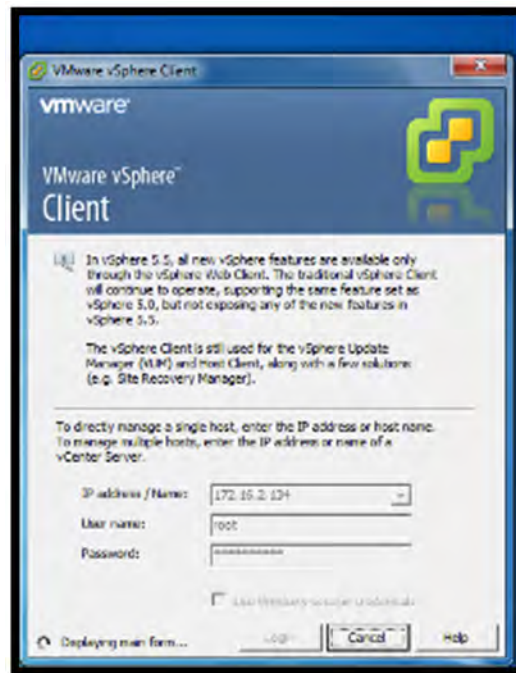 VMware vSphere Client
vmware
VMware vSphere™
Client
In vSphere 5.5, all new vSphere features are available only
through the vSphere Web Client. The traditional vSphere Client
will continue to operate, supporting the same feature set as
vSphere 5.0, but not exposing any of the new features in
vSphere 5.5.
The vSphere Client is still used for the vSphere Update
Manager (VUM) and Host Client, along with a few solutions
(e.g. Site Recovery Manager).
To directly manage a single host, enter the IP address or host name.
To manage multiple hosts, enter the IP address or name of a
vCenter Server.
IP address / Name: 172.16.2.134
User name: root
Password: **********
Use Windows session credentials
Displaying main form... Login Cancel Help